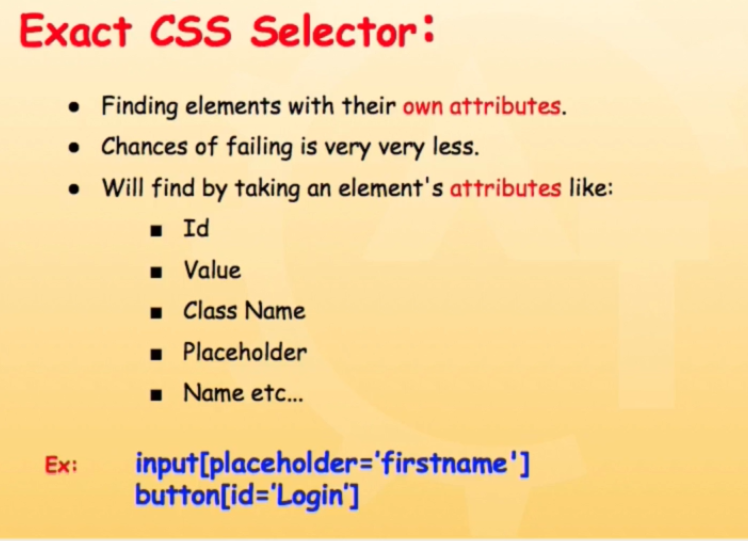 Exact CSS Selector:
● Finding elements with their own attributes.
● Chances of failing is very very less.
● Will find by taking an element's attributes like:
■ Id
■ Value
■ Class Name
■ Placeholder
■ Name etc...
Ex: input[placeholder='firstname']
button[id='Login']